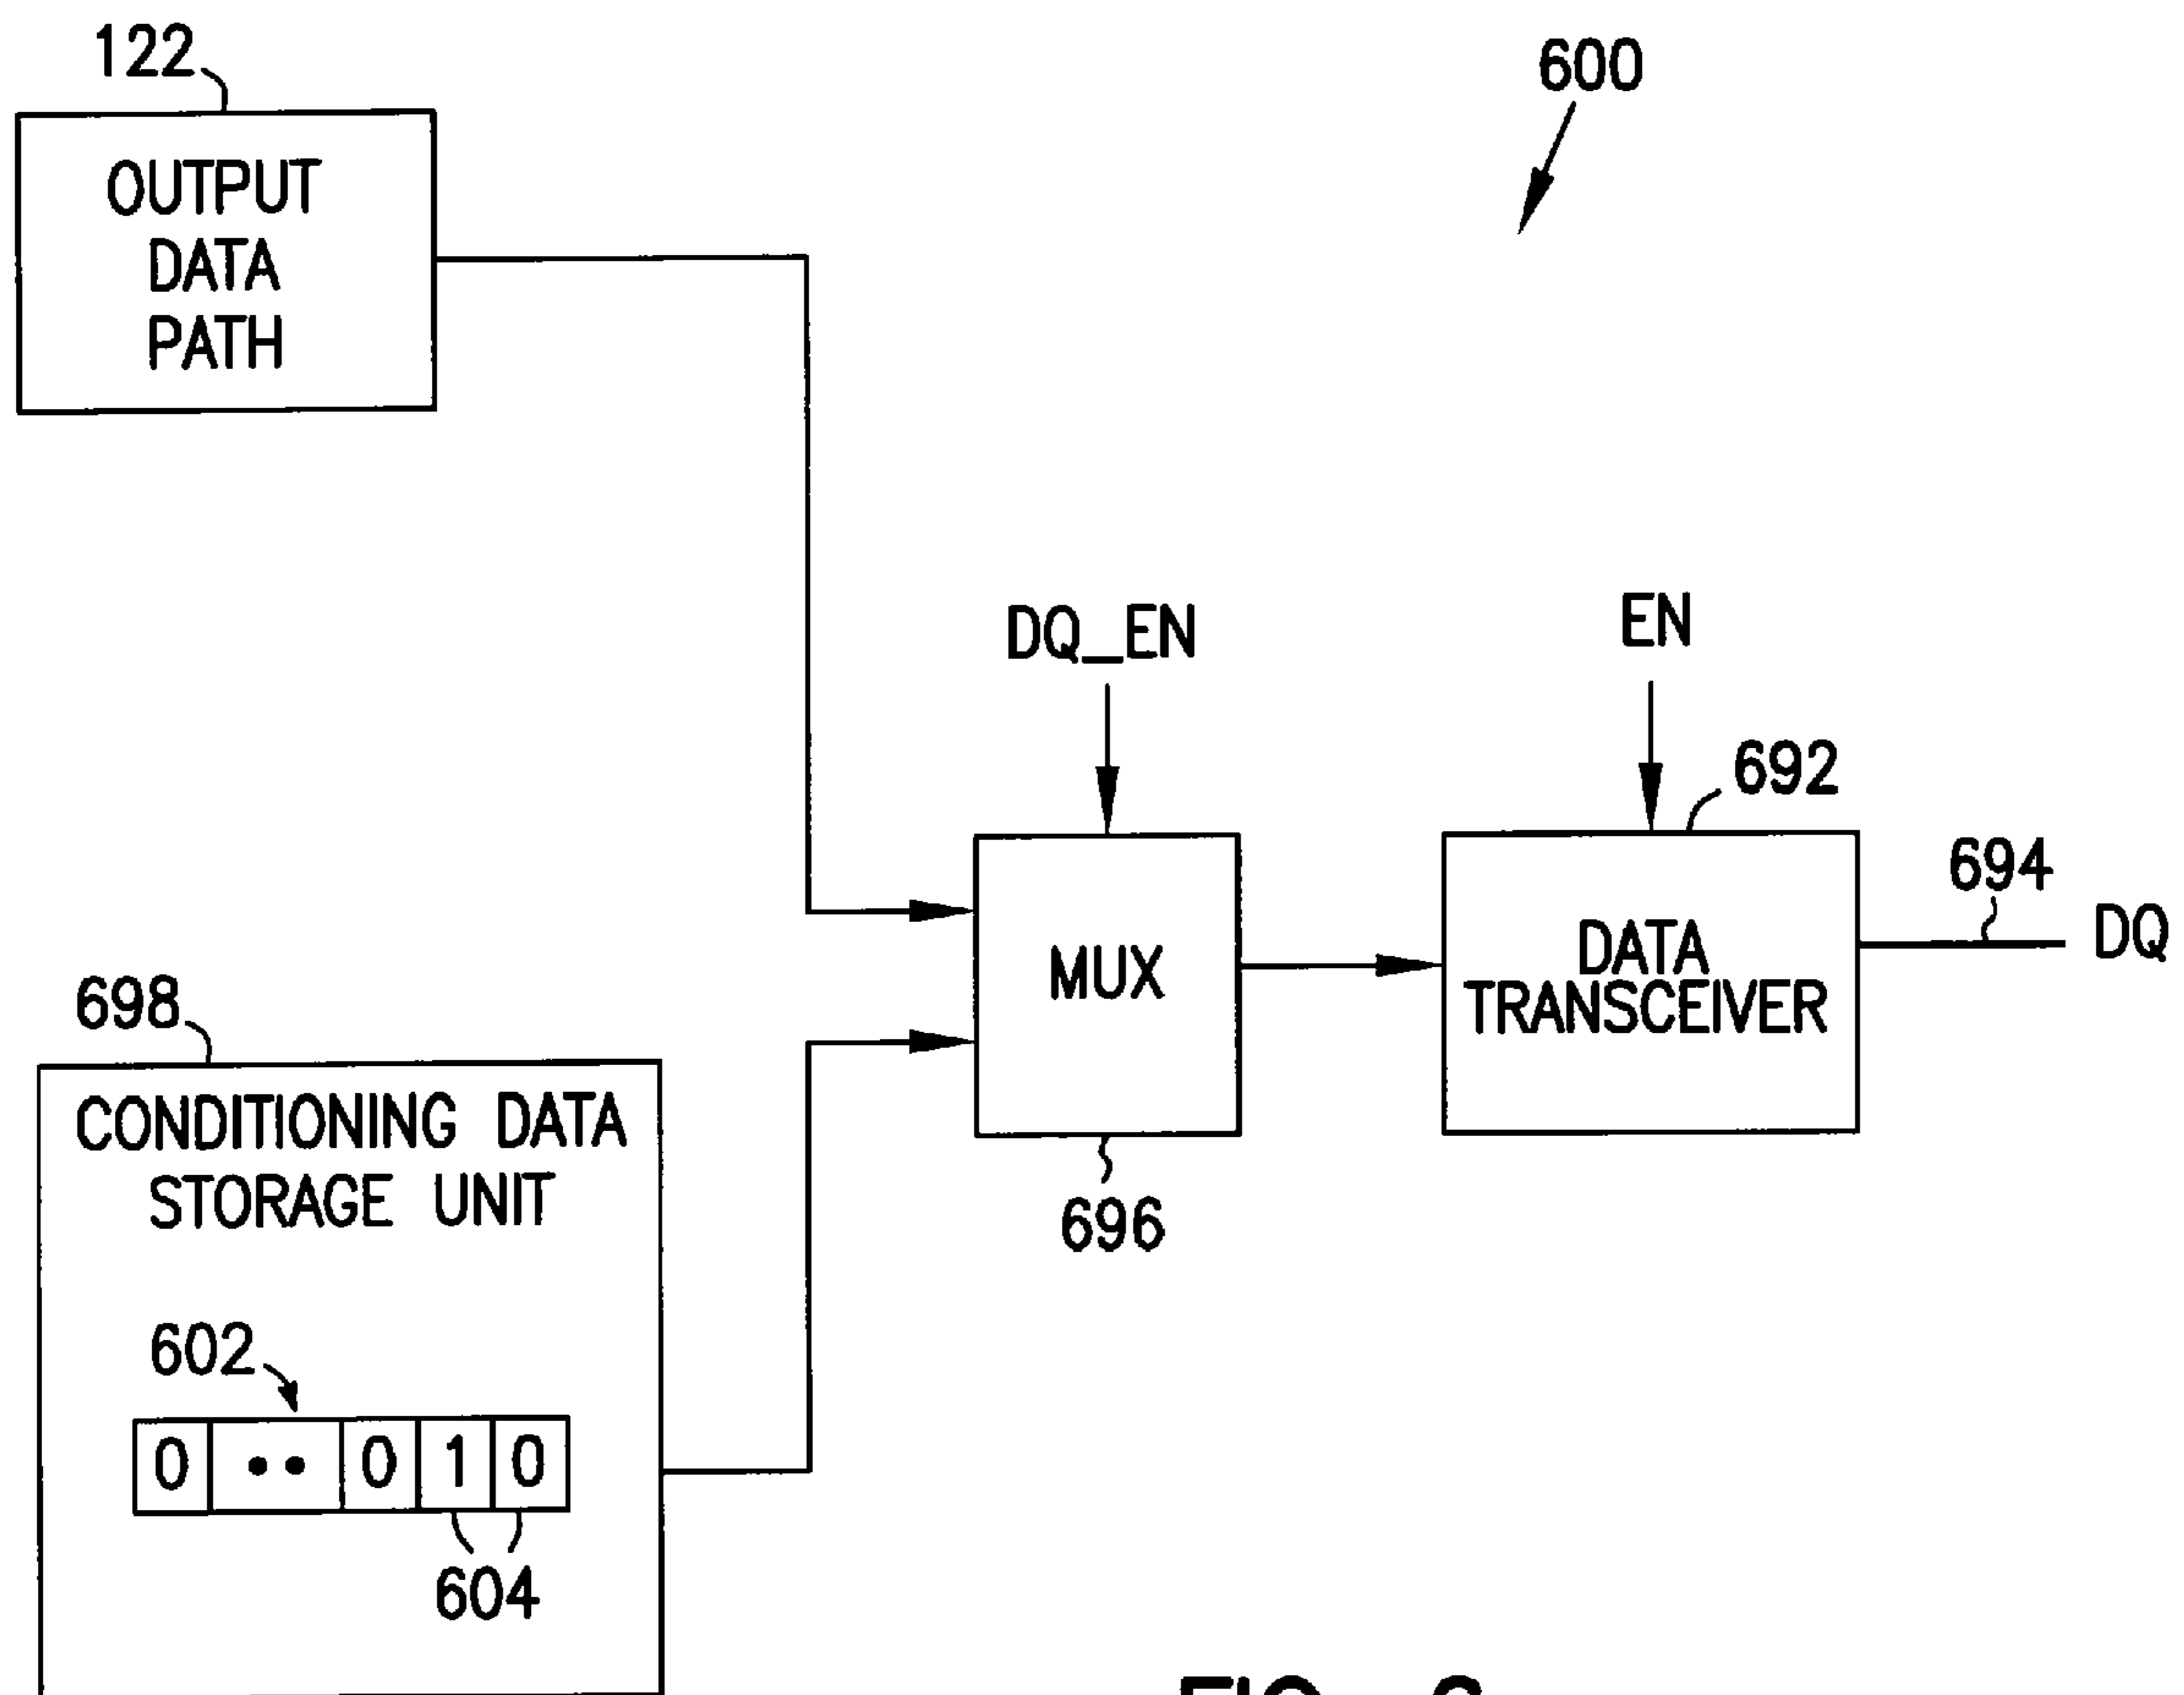 122
600
OUTPUT
DATA
PATH
DQ_EN
EN
692
694
DQ
MUX
DATA
TRANSCEIVER
696
698
CONDITIONING DATA
STORAGE UNIT
602
0 •• 0 1 0
604